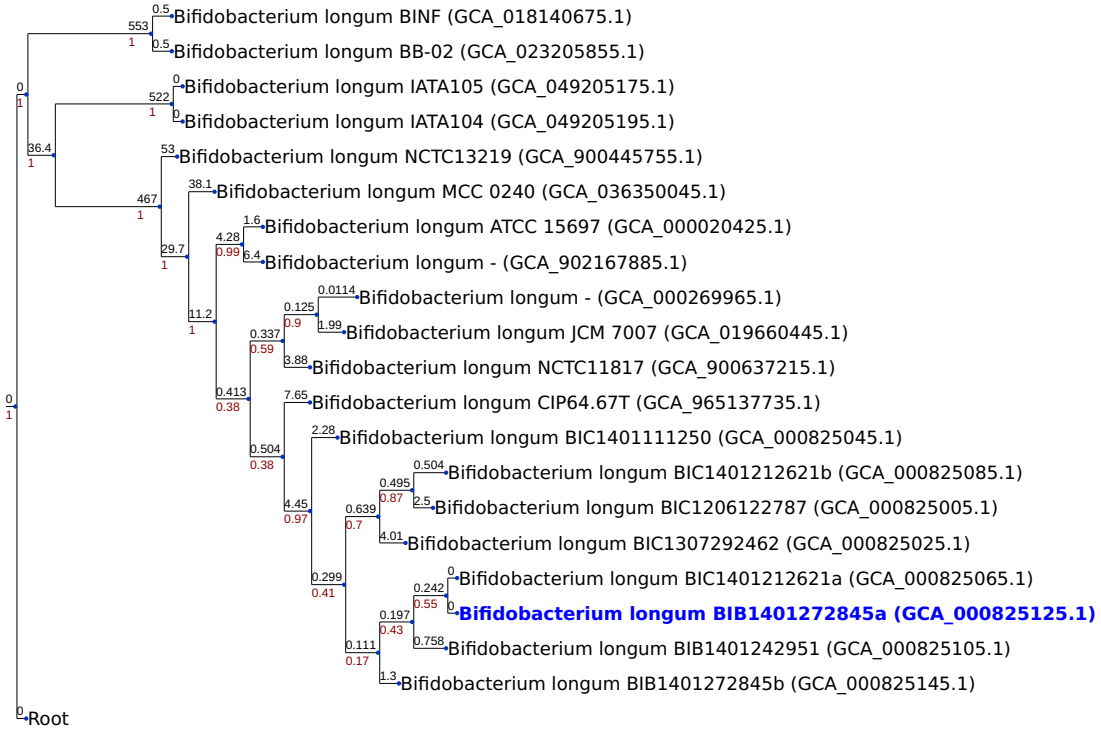 0.5 Bifidobacterium longum BINF (GCA_018140675.1)
553
1
0.5 Bifidobacterium longum BB-02 (GCA_023205855.1)
0 Bifidobacterium longum IATA105 (GCA_049205175.1)
0
1
522
1
0 Bifidobacterium longum IATA104 (GCA_049205195.1)
36.4
1
53 Bifidobacterium longum NCTC13219 (GCA_900445755.1)
38.1 Bifidobacterium longum MCC 0240 (GCA_036350045.1)
467
1
1.6 Bifidobacterium longum ATCC 15697 (GCA_000020425.1)
4.28
0.99
29.7
1
6.4 Bifidobacterium longum - (GCA_902167885.1)
0.0114 Bifidobacterium longum - (GCA_000269965.1)
0.125
0.9
11.2
1
1.99 Bifidobacterium longum JCM 7007 (GCA_019660445.1)
0.337
0.59
3.88 Bifidobacterium longum NCTC11817 (GCA_900637215.1)
0.413
0.38
0
1
7.65 Bifidobacterium longum CIP64.67T (GCA_965137735.1)
2.28 Bifidobacterium longum BIC1401111250 (GCA_000825045.1)
0.504
0.38
0.504 Bifidobacterium longum BIC1401212621b (GCA_000825085.1)
0.495
0.87
2.5 Bifidobacterium longum BIC1206122787 (GCA_000825005.1)
4.45
0.97
0.639
0.7
4.01 Bifidobacterium longum BIC1307292462 (GCA_000825025.1)
0 Bifidobacterium longum BIC1401212621a (GCA_000825065.1)
0.299
0.41
0.242
0.55
0 Bifidobacterium longum BIB1401272845a (GCA_000825125.1)
0.197
0.43
0.758 Bifidobacterium longum BIB1401242951 (GCA_000825105.1)
0.111
0.17
1.3 Bifidobacterium longum BIB1401272845b (GCA_000825145.1)
0 Root